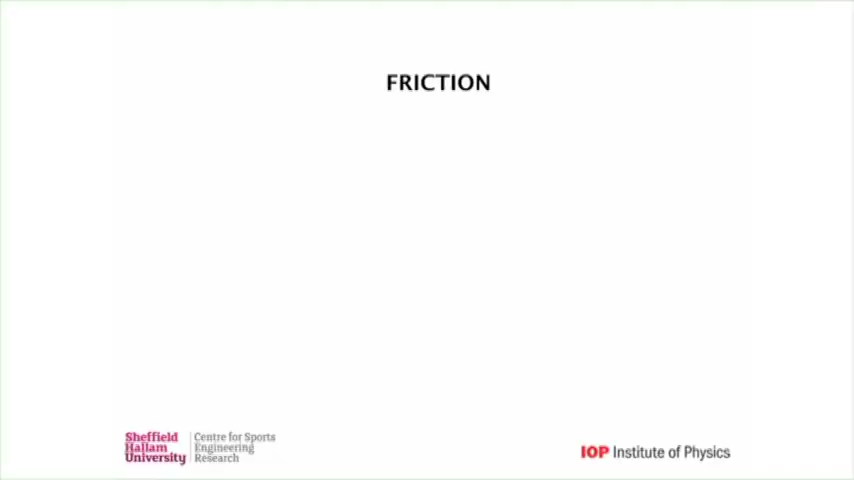 FRICTION
Sheffield
Hallam
University
Centre for Sports
Engineering
Research
IOP Institute of Physics